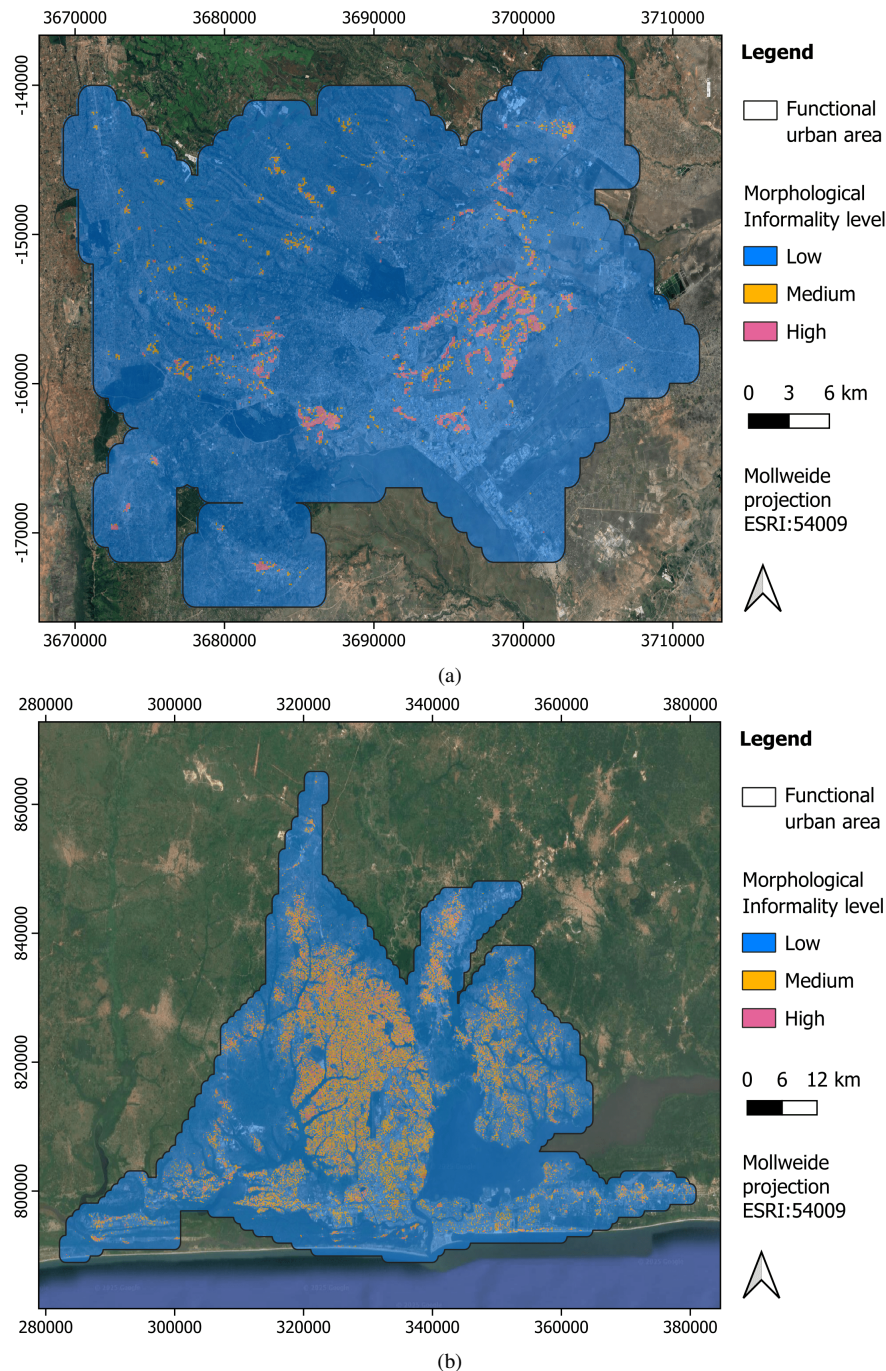 3670000 3680000 3690000 3700000 3710000
-140000
-150000
-160000
-170000
3670000 3680000 3690000 3700000 3710000
Legend
Functional
urban area
Morphological
Informality level
Low
Medium
High
0 3 6 km
Mollweide
projection
ESRI:54009
(a)
280000 300000 320000 340000 360000 380000
860000
840000
820000
800000
280000 300000 320000 340000 360000 380000
Legend
Functional
urban area
Morphological
Informality level
Low
Medium
High
0 6 12 km
Mollweide
projection
ESRI:54009
(b)